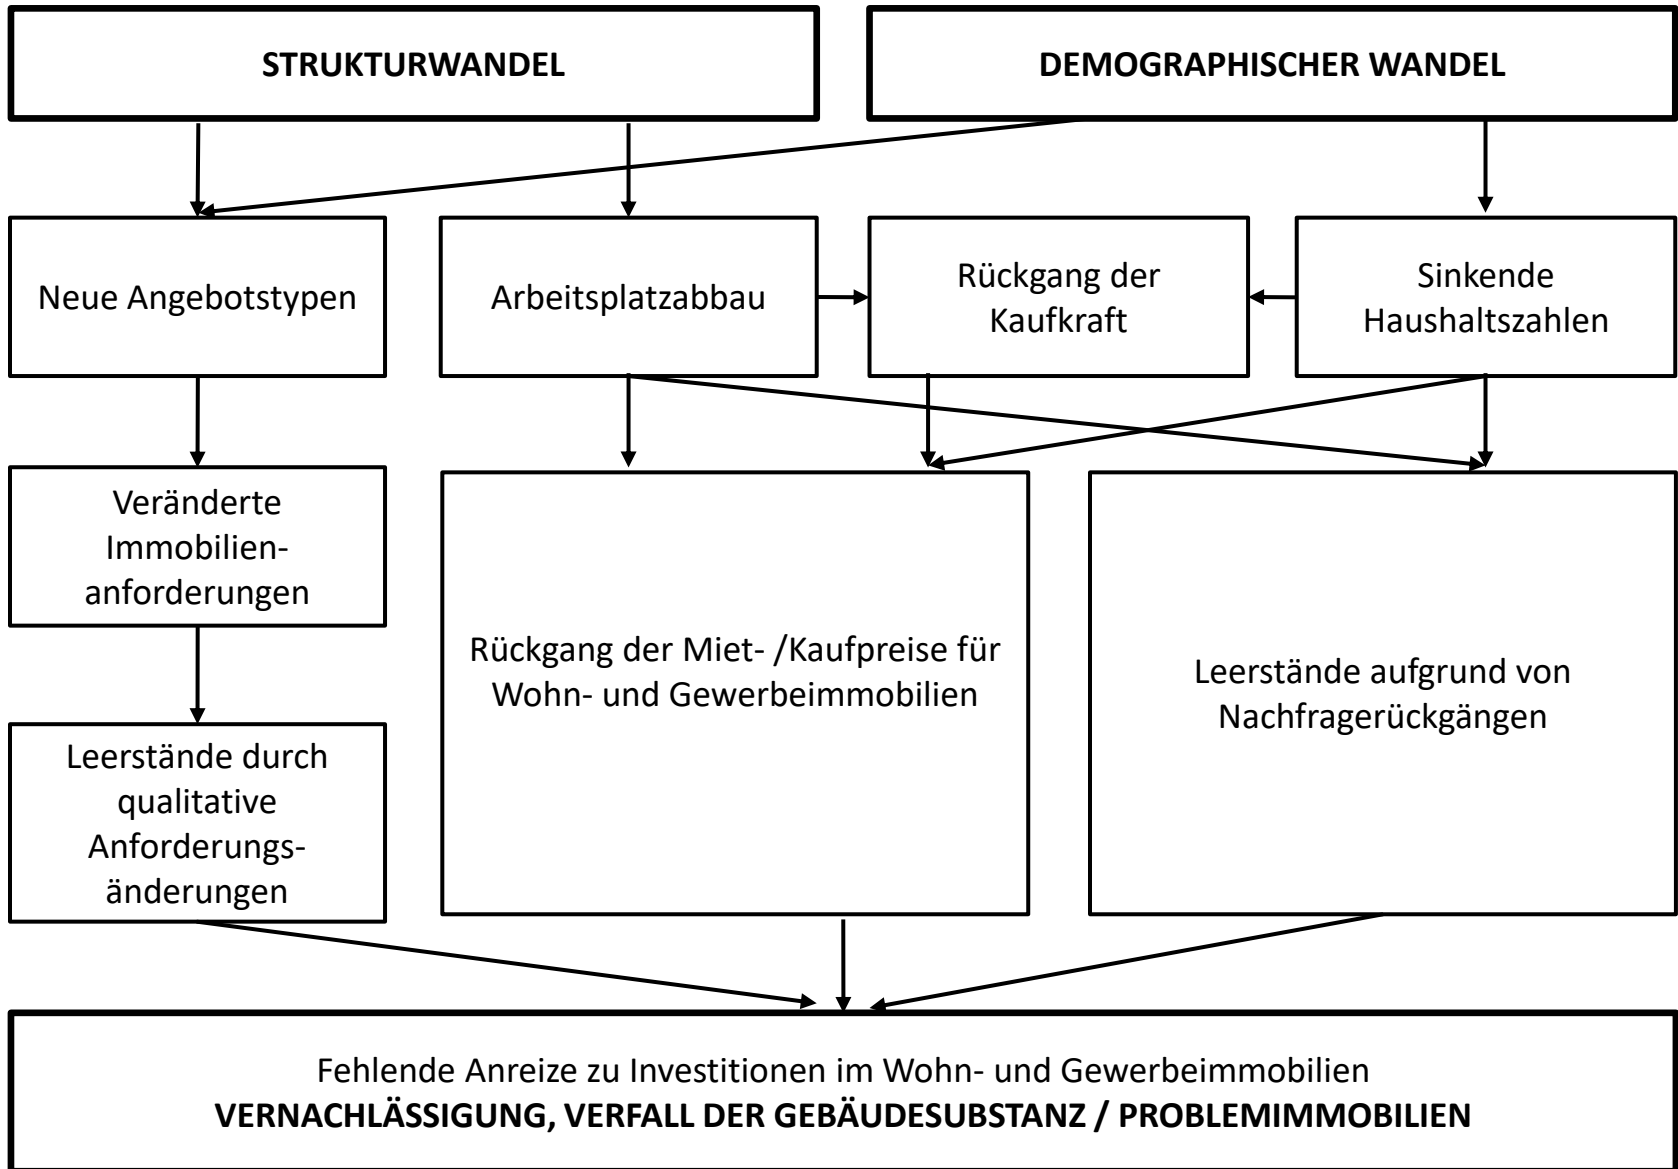 STRUKTURWANDEL
DEMOGRAPHISCHER WANDEL
Neue Angebotstypen
Arbeitsplatzabbau
Rückgang der
Kaufkraft
Sinkende
Haushaltszahlen
Veränderte
Immobilien-
anforderungen
Leerstände durch
qualitative
Anforderungs-
änderungen
Rückgang der Miet- /Kaufpreise für
Wohn- und Gewerbeimmobilien
Leerstände aufgrund von
Nachfragerückgängen
Fehlende Anreize zu Investitionen im Wohn- und Gewerbeimmobilien
VERNACHLÄSSIGUNG, VERFALL DER GEBÄUDESUBSTANZ / PROBLEMIMMOBILIEN